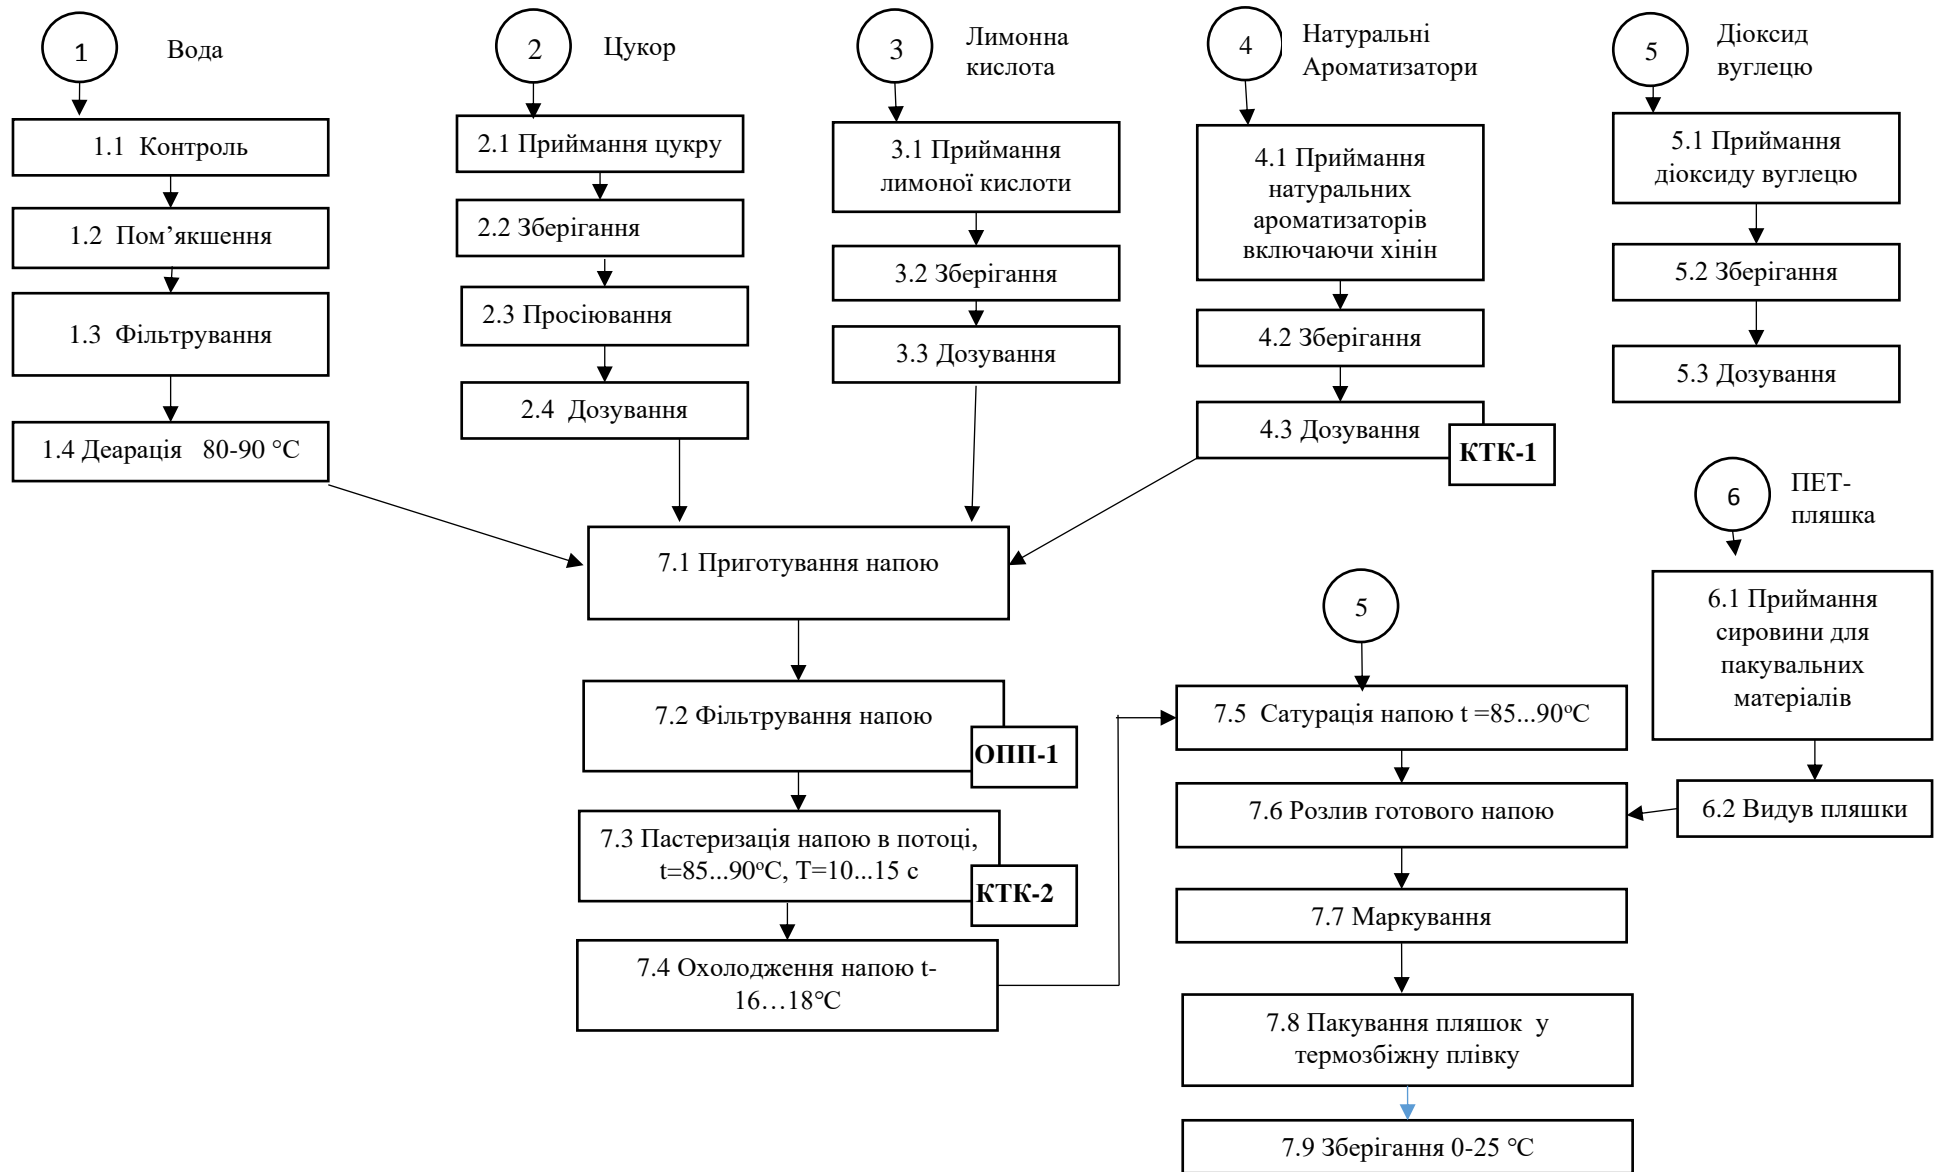 1
Вода
1.1 Контроль
1.2 Пом’якшення
1.3 Фільтрування
1.4 Деарація 80-90 °С
2
Цукор
2.1 Приймання цукру
2.2 Зберігання
2.3 Просіювання
2.4 Дозування
3
Лимонна
кислота
3.1 Приймання
лимоної кислоти
3.2 Зберігання
3.3 Дозування
4
Натуральні
Ароматизатори
4.1 Приймання
натуральних
ароматизаторів
включаючи хінін
4.2 Зберігання
4.3 Дозування
КТК-1
5
Діоксид
вуглецю
5.1 Приймання
діоксиду вуглецю
5.2 Зберігання
5.3 Дозування
6
ПЕТ-
пляшка
6.1 Приймання
сировини для
пакувальних
матеріалів
6.2 Видув пляшки
7.1 Приготування напою
7.2 Фільтрування напою
ОПП-1
7.3 Пастеризація напою в потоці,
t=85...90°С, Т=10...15 с
КТК-2
7.4 Охолодження напою t-
16…18°С
5
7.5 Сатурація напою t =85...90°С
7.6 Розлив готового напою
7.7 Маркування
7.8 Пакування пляшок у
термозбіжну плівку
7.9 Зберігання 0-25 °С